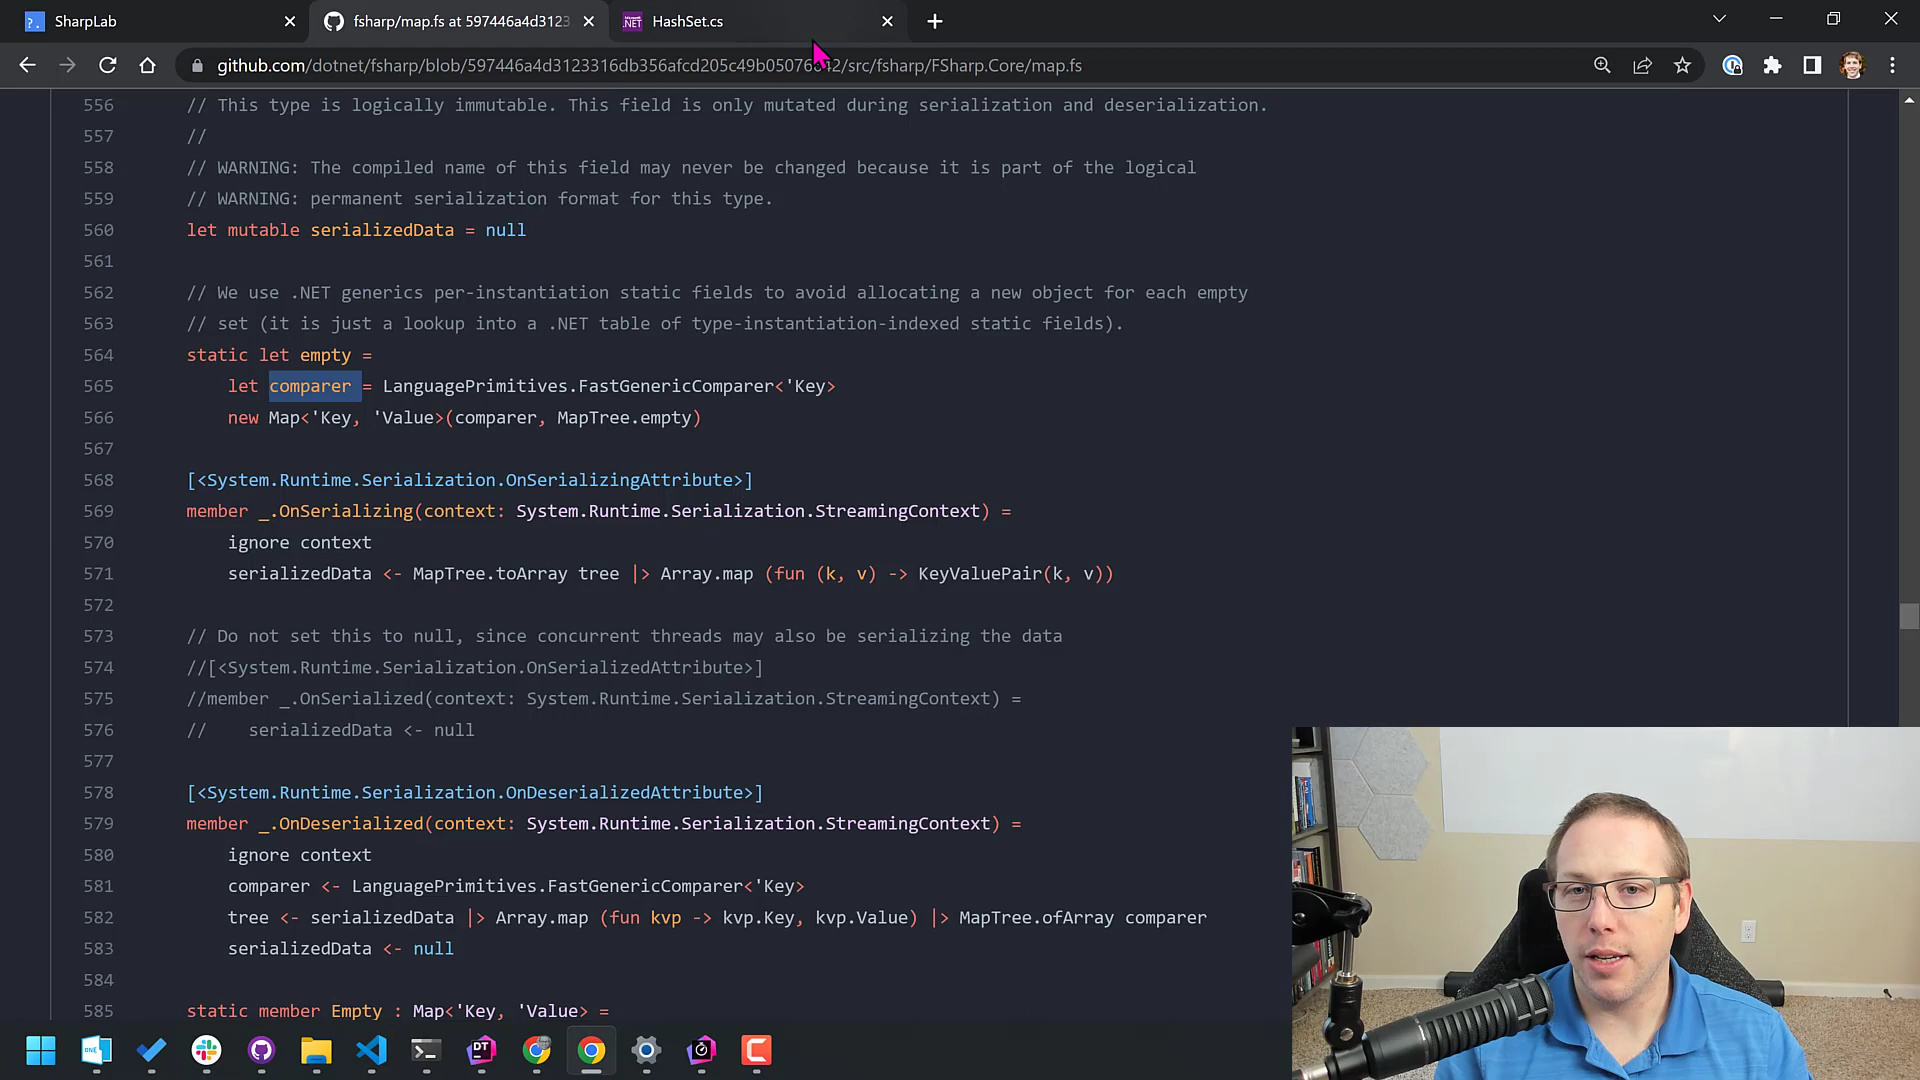 SharpLab
fsharp/map.fs at 597446a4d3123
HashSet.cs
github.com/dotnet/fsharp/blob/597446a4d3123316db356afcd205c49b05076842/src/fsharp/FSharp.Core/map.fs
556 // This type is logically immutable. This field is only mutated during serialization and deserialization.
557 //
558 // WARNING: The compiled name of this field may never be changed because it is part of the logical
559 // WARNING: permanent serialization format for this type.
560 let mutable serializedData = null
561
562 // We use .NET generics per-instantiation static fields to avoid allocating a new object for each empty
563 // set (it is just a lookup into a .NET table of type-instantiation-indexed static fields).
564 static let empty =
565 let comparer = LanguagePrimitives.FastGenericComparer<'Key>
566 new Map<'Key, 'Value>(comparer, MapTree.empty)
567
568 [<System.Runtime.Serialization.OnSerializingAttribute>]
569 member _.OnSerializing(context: System.Runtime.Serialization.StreamingContext) =
570 ignore context
571 serializedData <- MapTree.toArray tree |> Array.map (fun (k, v) -> KeyValuePair(k, v))
572
573 // Do not set this to null, since concurrent threads may also be serializing the data
574 //[<System.Runtime.Serialization.OnSerializedAttribute>]
575 //member _.OnSerialized(context: System.Runtime.Serialization.StreamingContext) =
576 // serializedData <- null
577
578 [<System.Runtime.Serialization.OnDeserializedAttribute>]
579 member _.OnDeserialized(context: System.Runtime.Serialization.StreamingContext) =
580 ignore context
581 comparer <- LanguagePrimitives.FastGenericComparer<'Key>
582 tree <- serializedData |> Array.map (fun kvp -> kvp.Key, kvp.Value) |> MapTree.ofArray comparer
583 serializedData <- null
584
585 static member Empty : Map<'Key, 'Value> =